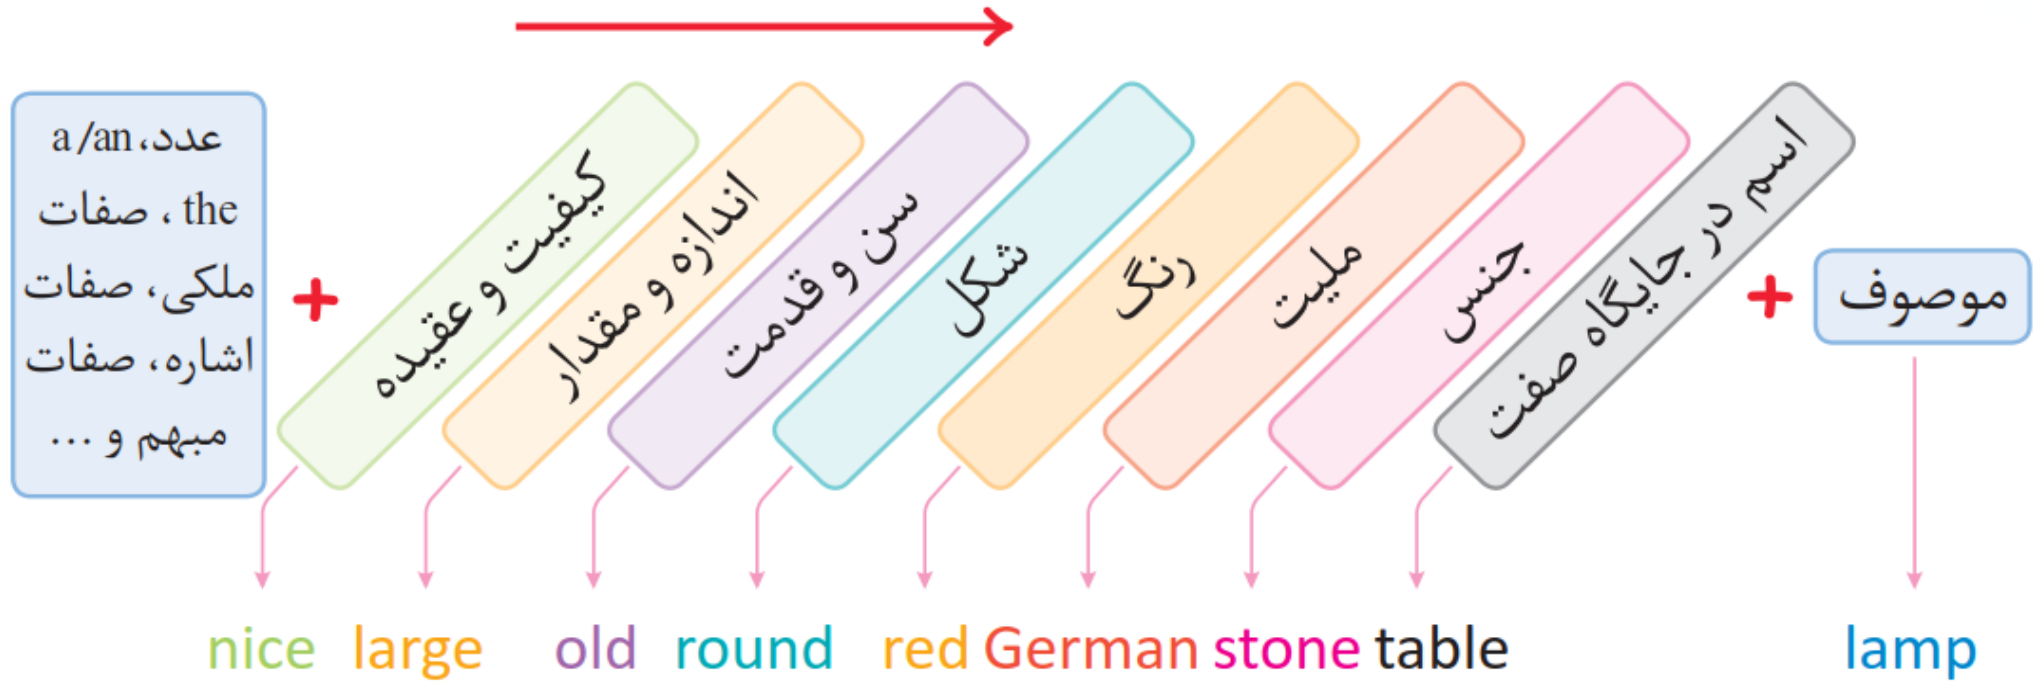 عدد، a/an
the ، صفات
ملکی، صفات
اشاره، صفات
مبهم و ...
+
کیفیت و عقیده
اندازه و مقدار
سن و قدمت
شکل
رنگ
ملیت
جنس
اسم در جایگاه صفت
+
موصوف
nice large old round red German stone table lamp